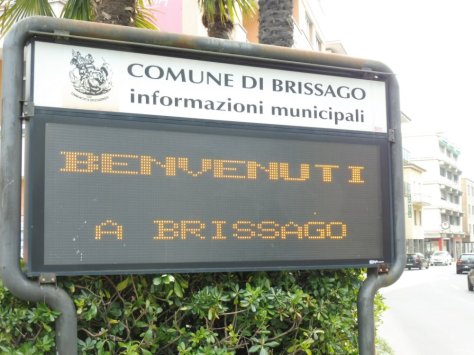 COMUNE DI BRISSAGO
informazioni municipali
BENVENUTI
A BRISSAGO